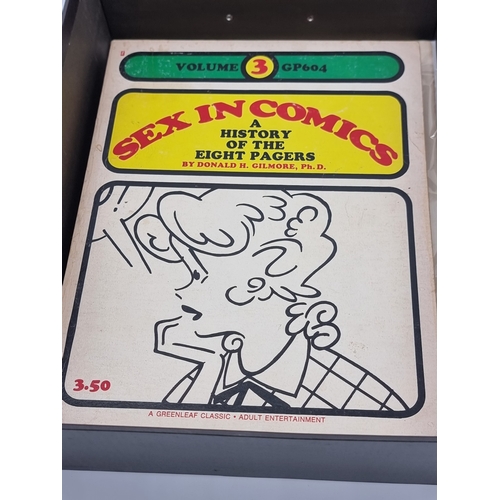 VOLUME 3 GP604
SEX IN COMICS
A
HISTORY
OF THE
EIGHT PAGERS
BY DONALD H. GILMORE, Ph.D.
3.50
A GREENLEAF CLASSIC • ADULT ENTERTAINMENT